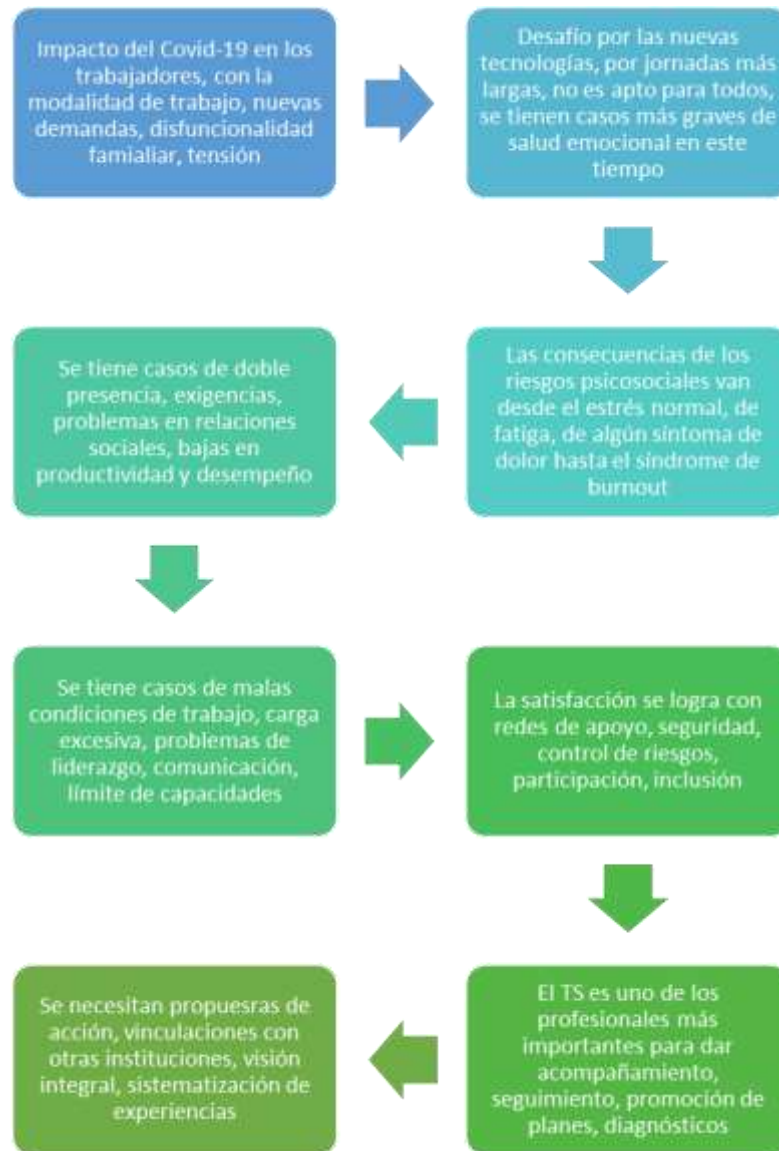 Impacto del Covid-19 en los
trabajadores, con la
modalidad de trabajo, nuevas
demandas, disfuncionalidad
famialiar, tensión
Desafío por las nuevas
tecnologías, por jornadas más
largas, no es apto para todos,
se tienen casos más graves de
salud emocional en este
tiempo
Las consecuencias de los
riesgos psicosociales van
desde el estrés normal, de
fatiga, de algún síntoma de
dolor hasta el síndrome de
burnout
Se tiene casos de doble
presencia, exigencias,
problemas en relaciones
sociales, bajas en
productividad y desempeño
Se tiene casos de malas
condiciones de trabajo, carga
excesiva, problemas de
liderazgo, comunicación,
límite de capacidades
La satisfacción se logra con
redes de apoyo, seguridad,
control de riesgos,
participación, inclusión
El TS es uno de los
profesionales más
importantes para dar
acompañamiento,
seguimiento, promoción de
planes, diagnósticos
Se necesitan propuesras de
acción, vinculaciones con
otras instituciones, visión
integral, sistematización de
experiencias